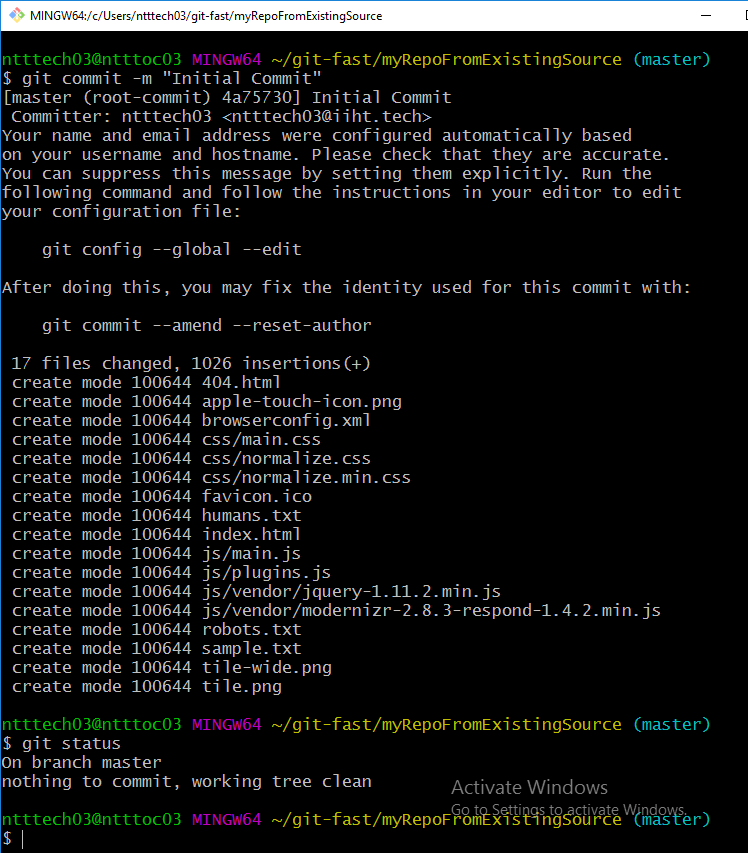 MINGW64:/c/Users/ntttech03/git-fast/myRepoFromExistingSource
ntttech03@ntttoc03 MINGW64 ~/git-fast/myRepoFromExistingSource (master)
$ git commit -m "Initial Commit"
[master (root-commit) 4a75730] Initial Commit
 Committer: ntttech03 <ntttech03@iiht.tech>
Your name and email address were configured automatically based
on your username and hostname. Please check that they are accurate.
You can suppress this message by setting them explicitly. Run the
following command and follow the instructions in your editor to edit
your configuration file:

    git config --global --edit

After doing this, you may fix the identity used for this commit with:

    git commit --amend --reset-author

 17 files changed, 1026 insertions(+)
 create mode 100644 404.html
 create mode 100644 apple-touch-icon.png
 create mode 100644 browserconfig.xml
 create mode 100644 css/main.css
 create mode 100644 css/normalize.css
 create mode 100644 css/normalize.min.css
 create mode 100644 favicon.ico
 create mode 100644 humans.txt
 create mode 100644 index.html
 create mode 100644 js/main.js
 create mode 100644 js/plugins.js
 create mode 100644 js/vendor/jquery-1.11.2.min.js
 create mode 100644 js/vendor/modernizr-2.8.3-respond-1.4.2.min.js
 create mode 100644 robots.txt
 create mode 100644 sample.txt
 create mode 100644 tile-wide.png
 create mode 100644 tile.png

ntttech03@ntttoc03 MINGW64 ~/git-fast/myRepoFromExistingSource (master)
$ git status
On branch master
nothing to commit, working tree clean
Activate Windows
Go to Settings to activate Windows.
ntttech03@ntttoc03 MINGW64 ~/git-fast/myRepoFromExistingSource (master)
$